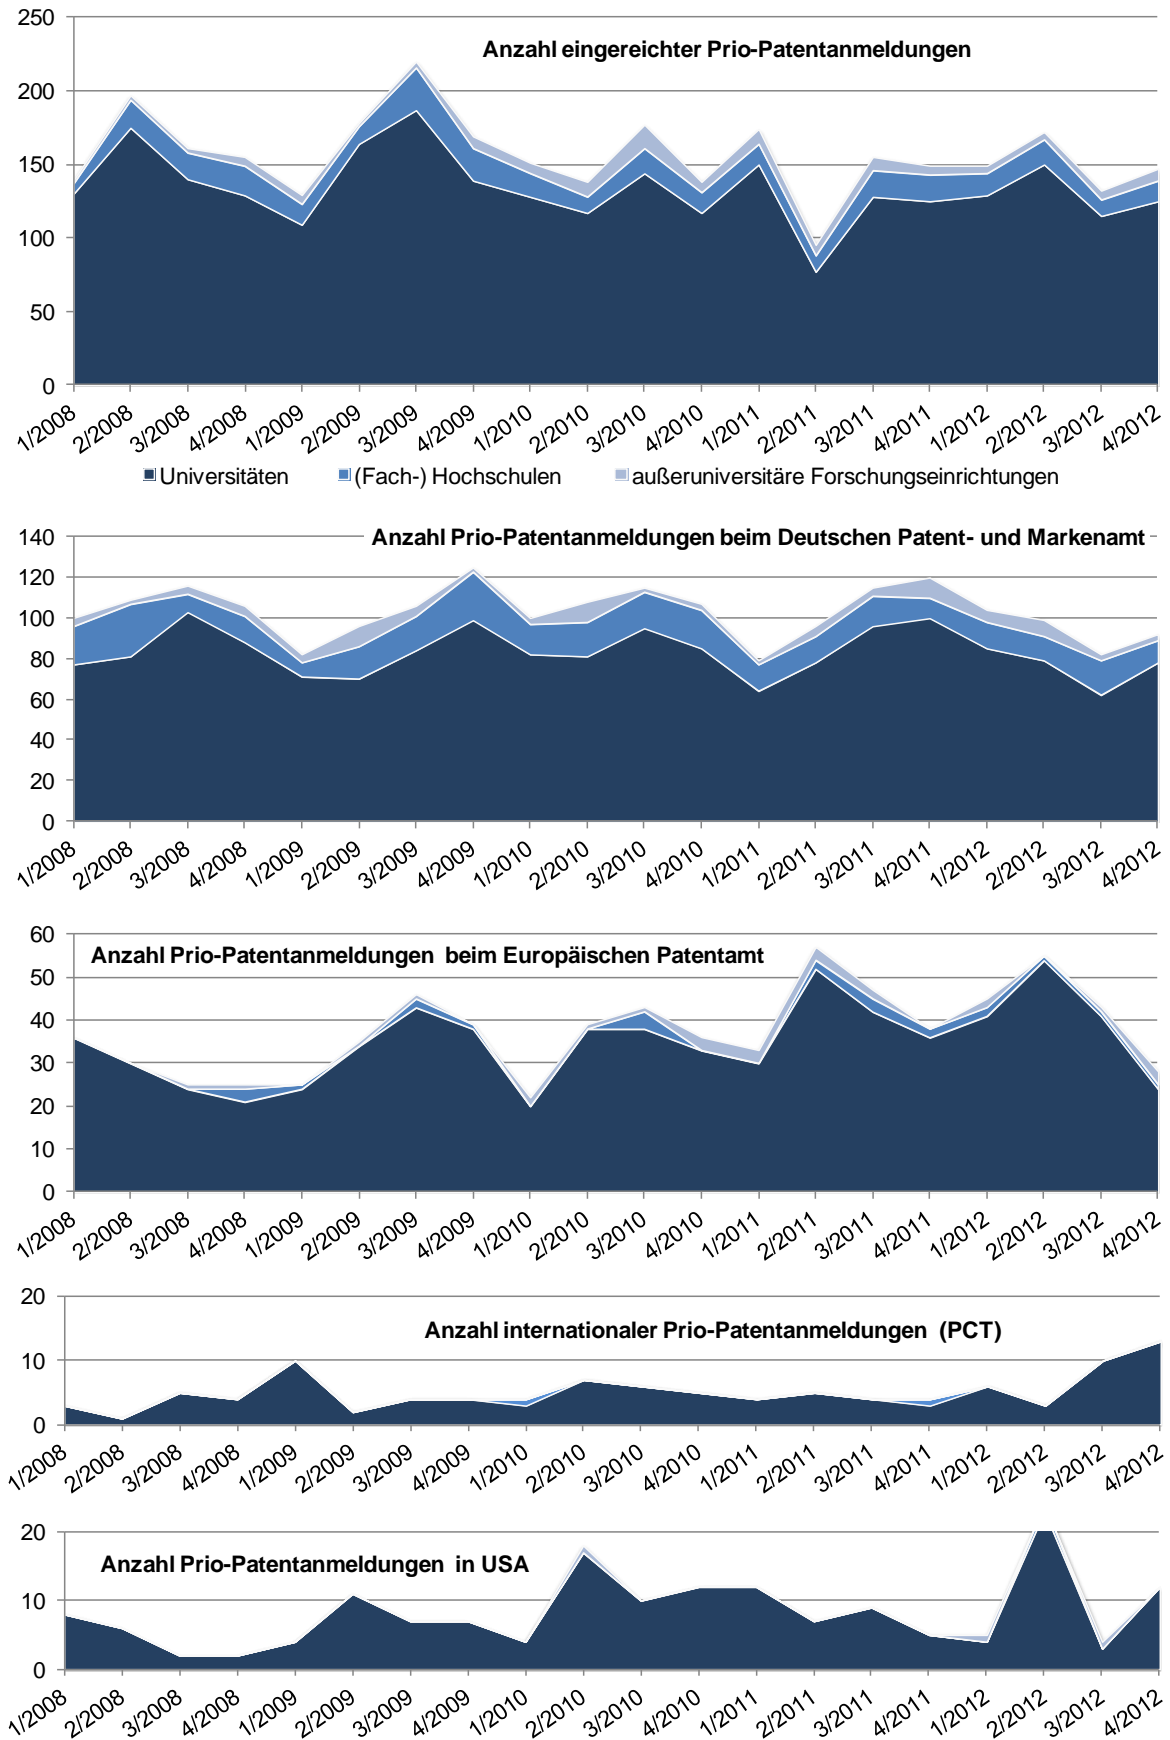 Anzahl eingereichter Prio-Patentanmeldungen
250
200
150
100
50
0
1/2008 2/2008 3/2008 4/2008 1/2009 2/2009 3/2009 4/2009 1/2010 2/2010 3/2010 4/2010 1/2011 2/2011 3/2011 4/2011 1/2012 2/2012 3/2012 4/2012
Universitäten (Fach-) Hochschulen außeruniversitäre Forschungseinrichtungen
Anzahl Prio-Patentanmeldungen beim Deutschen Patent- und Markenamt
140
120
100
80
60
40
20
0
1/2008 2/2008 3/2008 4/2008 1/2009 2/2009 3/2009 4/2009 1/2010 2/2010 3/2010 4/2010 1/2011 2/2011 3/2011 4/2011 1/2012 2/2012 3/2012 4/2012
Anzahl Prio-Patentanmeldungen beim Europäischen Patentamt
60
50
40
30
20
10
0
1/2008 2/2008 3/2008 4/2008 1/2009 2/2009 3/2009 4/2009 1/2010 2/2010 3/2010 4/2010 1/2011 2/2011 3/2011 4/2011 1/2012 2/2012 3/2012 4/2012
Anzahl internationaler Prio-Patentanmeldungen (PCT)
20
10
0
1/2008 2/2008 3/2008 4/2008 1/2009 2/2009 3/2009 4/2009 1/2010 2/2010 3/2010 4/2010 1/2011 2/2011 3/2011 4/2011 1/2012 2/2012 3/2012 4/2012
Anzahl Prio-Patentanmeldungen in USA
20
10
0
1/2008 2/2008 3/2008 4/2008 1/2009 2/2009 3/2009 4/2009 1/2010 2/2010 3/2010 4/2010 1/2011 2/2011 3/2011 4/2011 1/2012 2/2012 3/2012 4/2012